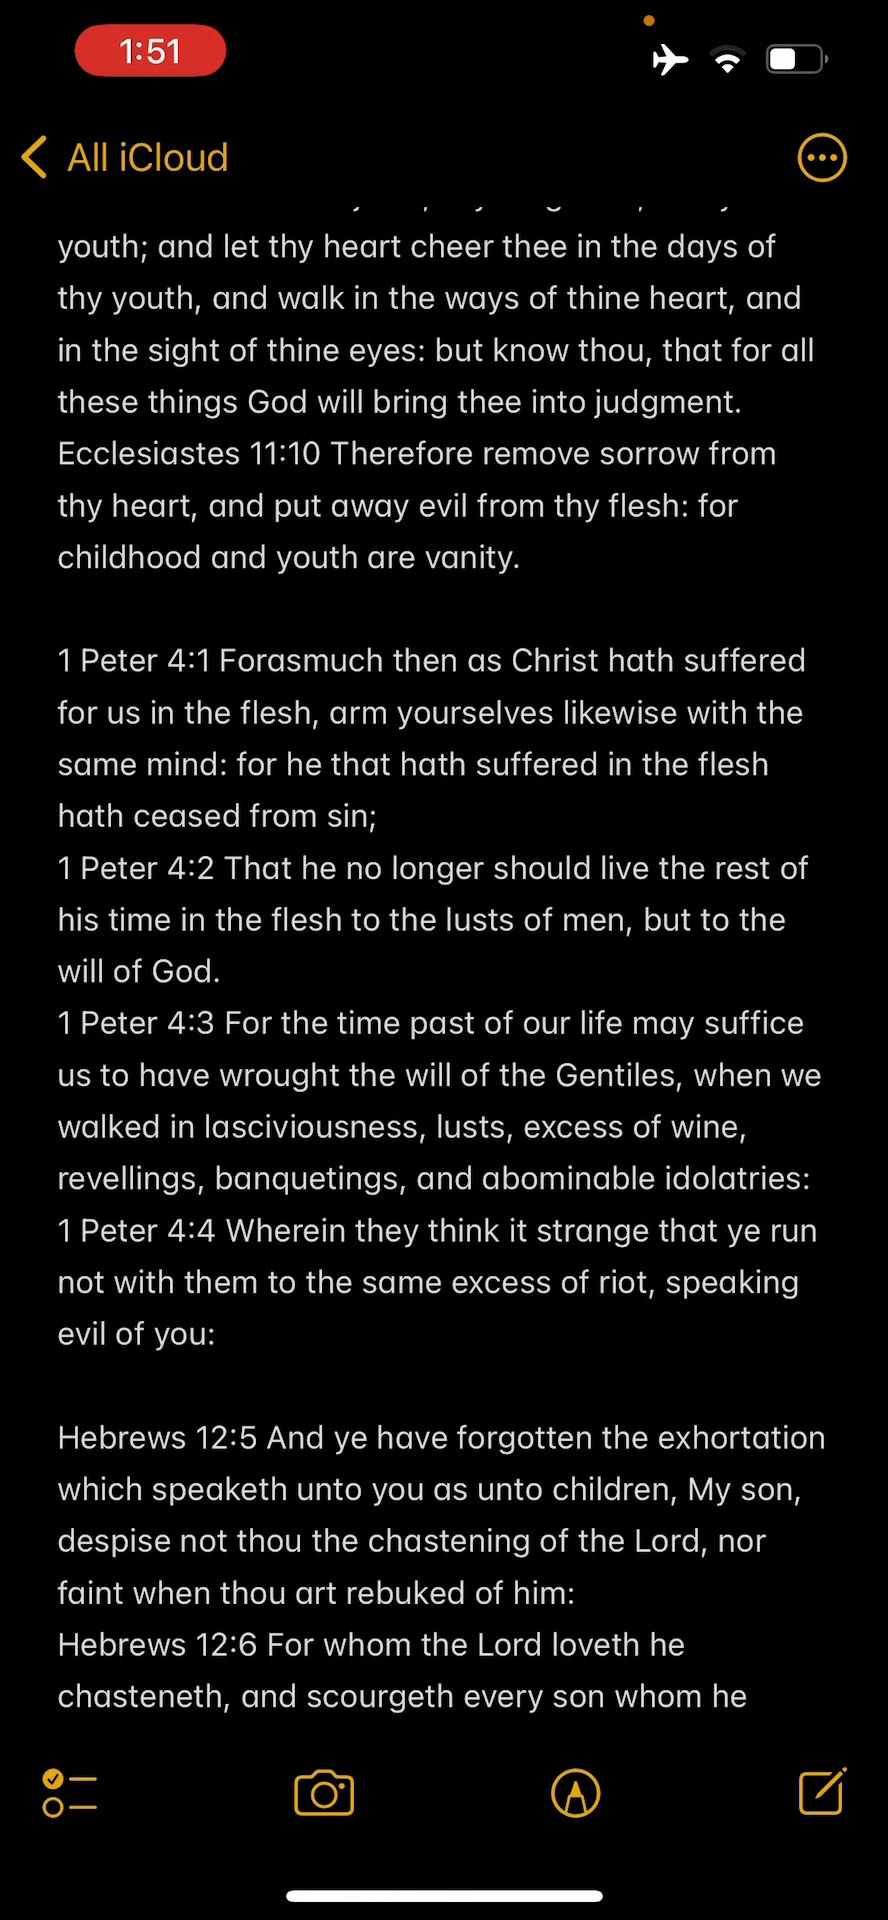 1:51
All iCloud
youth; and let thy heart cheer thee in the days of
thy youth, and walk in the ways of thine heart, and
in the sight of thine eyes: but know thou, that for all
these things God will bring thee into judgment.
Ecclesiastes 11:10 Therefore remove sorrow from
thy heart, and put away evil from thy flesh: for
childhood and youth are vanity.
1 Peter 4:1 Forasmuch then as Christ hath suffered
for us in the flesh, arm yourselves likewise with the
same mind: for he that hath suffered in the flesh
hath ceased from sin;
1 Peter 4:2 That he no longer should live the rest of
his time in the flesh to the lusts of men, but to the
will of God.
1 Peter 4:3 For the time past of our life may suffice
us to have wrought the will of the Gentiles, when we
walked in lasciviousness, lusts, excess of wine,
revellings, banquetings, and abominable idolatries:
1 Peter 4:4 Wherein they think it strange that ye run
not with them to the same excess of riot, speaking
evil of you:
Hebrews 12:5 And ye have forgotten the exhortation
which speaketh unto you as unto children, My son,
despise not thou the chastening of the Lord, nor
faint when thou art rebuked of him:
Hebrews 12:6 For whom the Lord loveth he
chasteneth, and scourgeth every son whom he